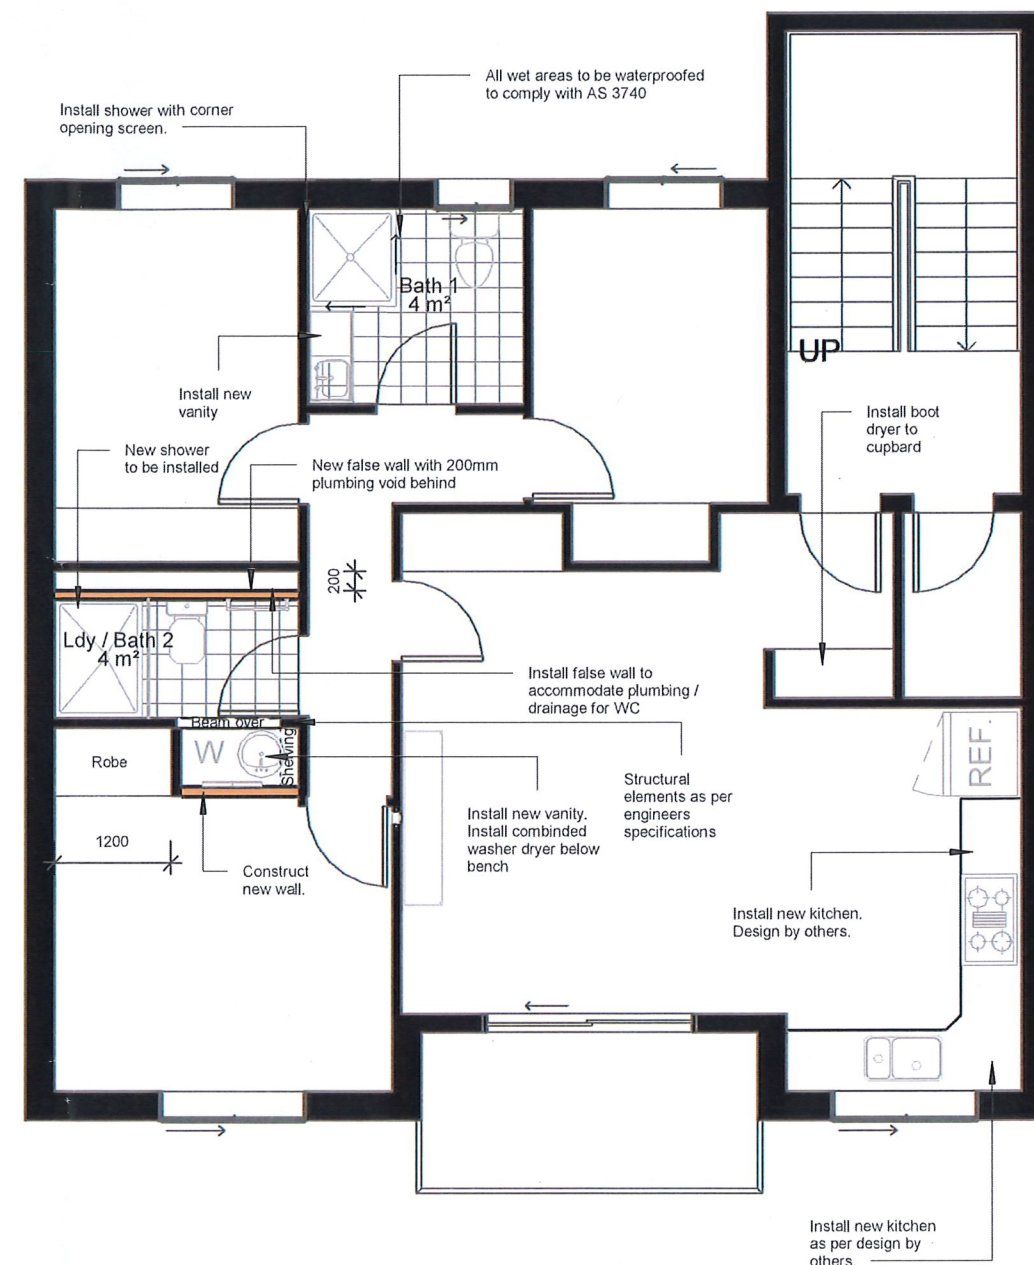 All wet areas to be waterproofed
to comply with AS 3740
Install shower with corner
opening screen.
Bath 1
4 m²
UP
Install new
vanity
Install boot
dryer to
cupbard
New shower
to be installed
New false wall with 200mm
plumbing void behind
200
Ldy / Bath 2
4 m²
Install false wall to
accommodate plumbing /
drainage for WC
Beam over
Robe
W
Shelving
REF.
Structural
elements as per
engineers
specifications
Install new vanity.
Install combinded
washer dryer below
bench
1200
Construct
new wall.
Install new kitchen.
Design by others.
Install new kitchen
as per design by
others.